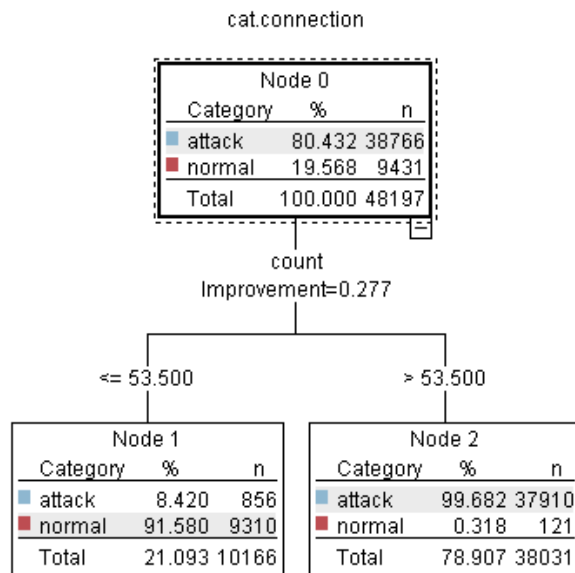 cat.connection
Node 0
Category % n
attack 80.432 38766
normal 19.568 9431
Total 100.000 48197
count
Improvement=0.277
<= 53.500 > 53.500
Node 1
Category % n
attack 8.420 856
normal 91.580 9310
Total 21.093 10166
Node 2
Category % n
attack 99.682 37910
normal 0.318 121
Total 78.907 38031